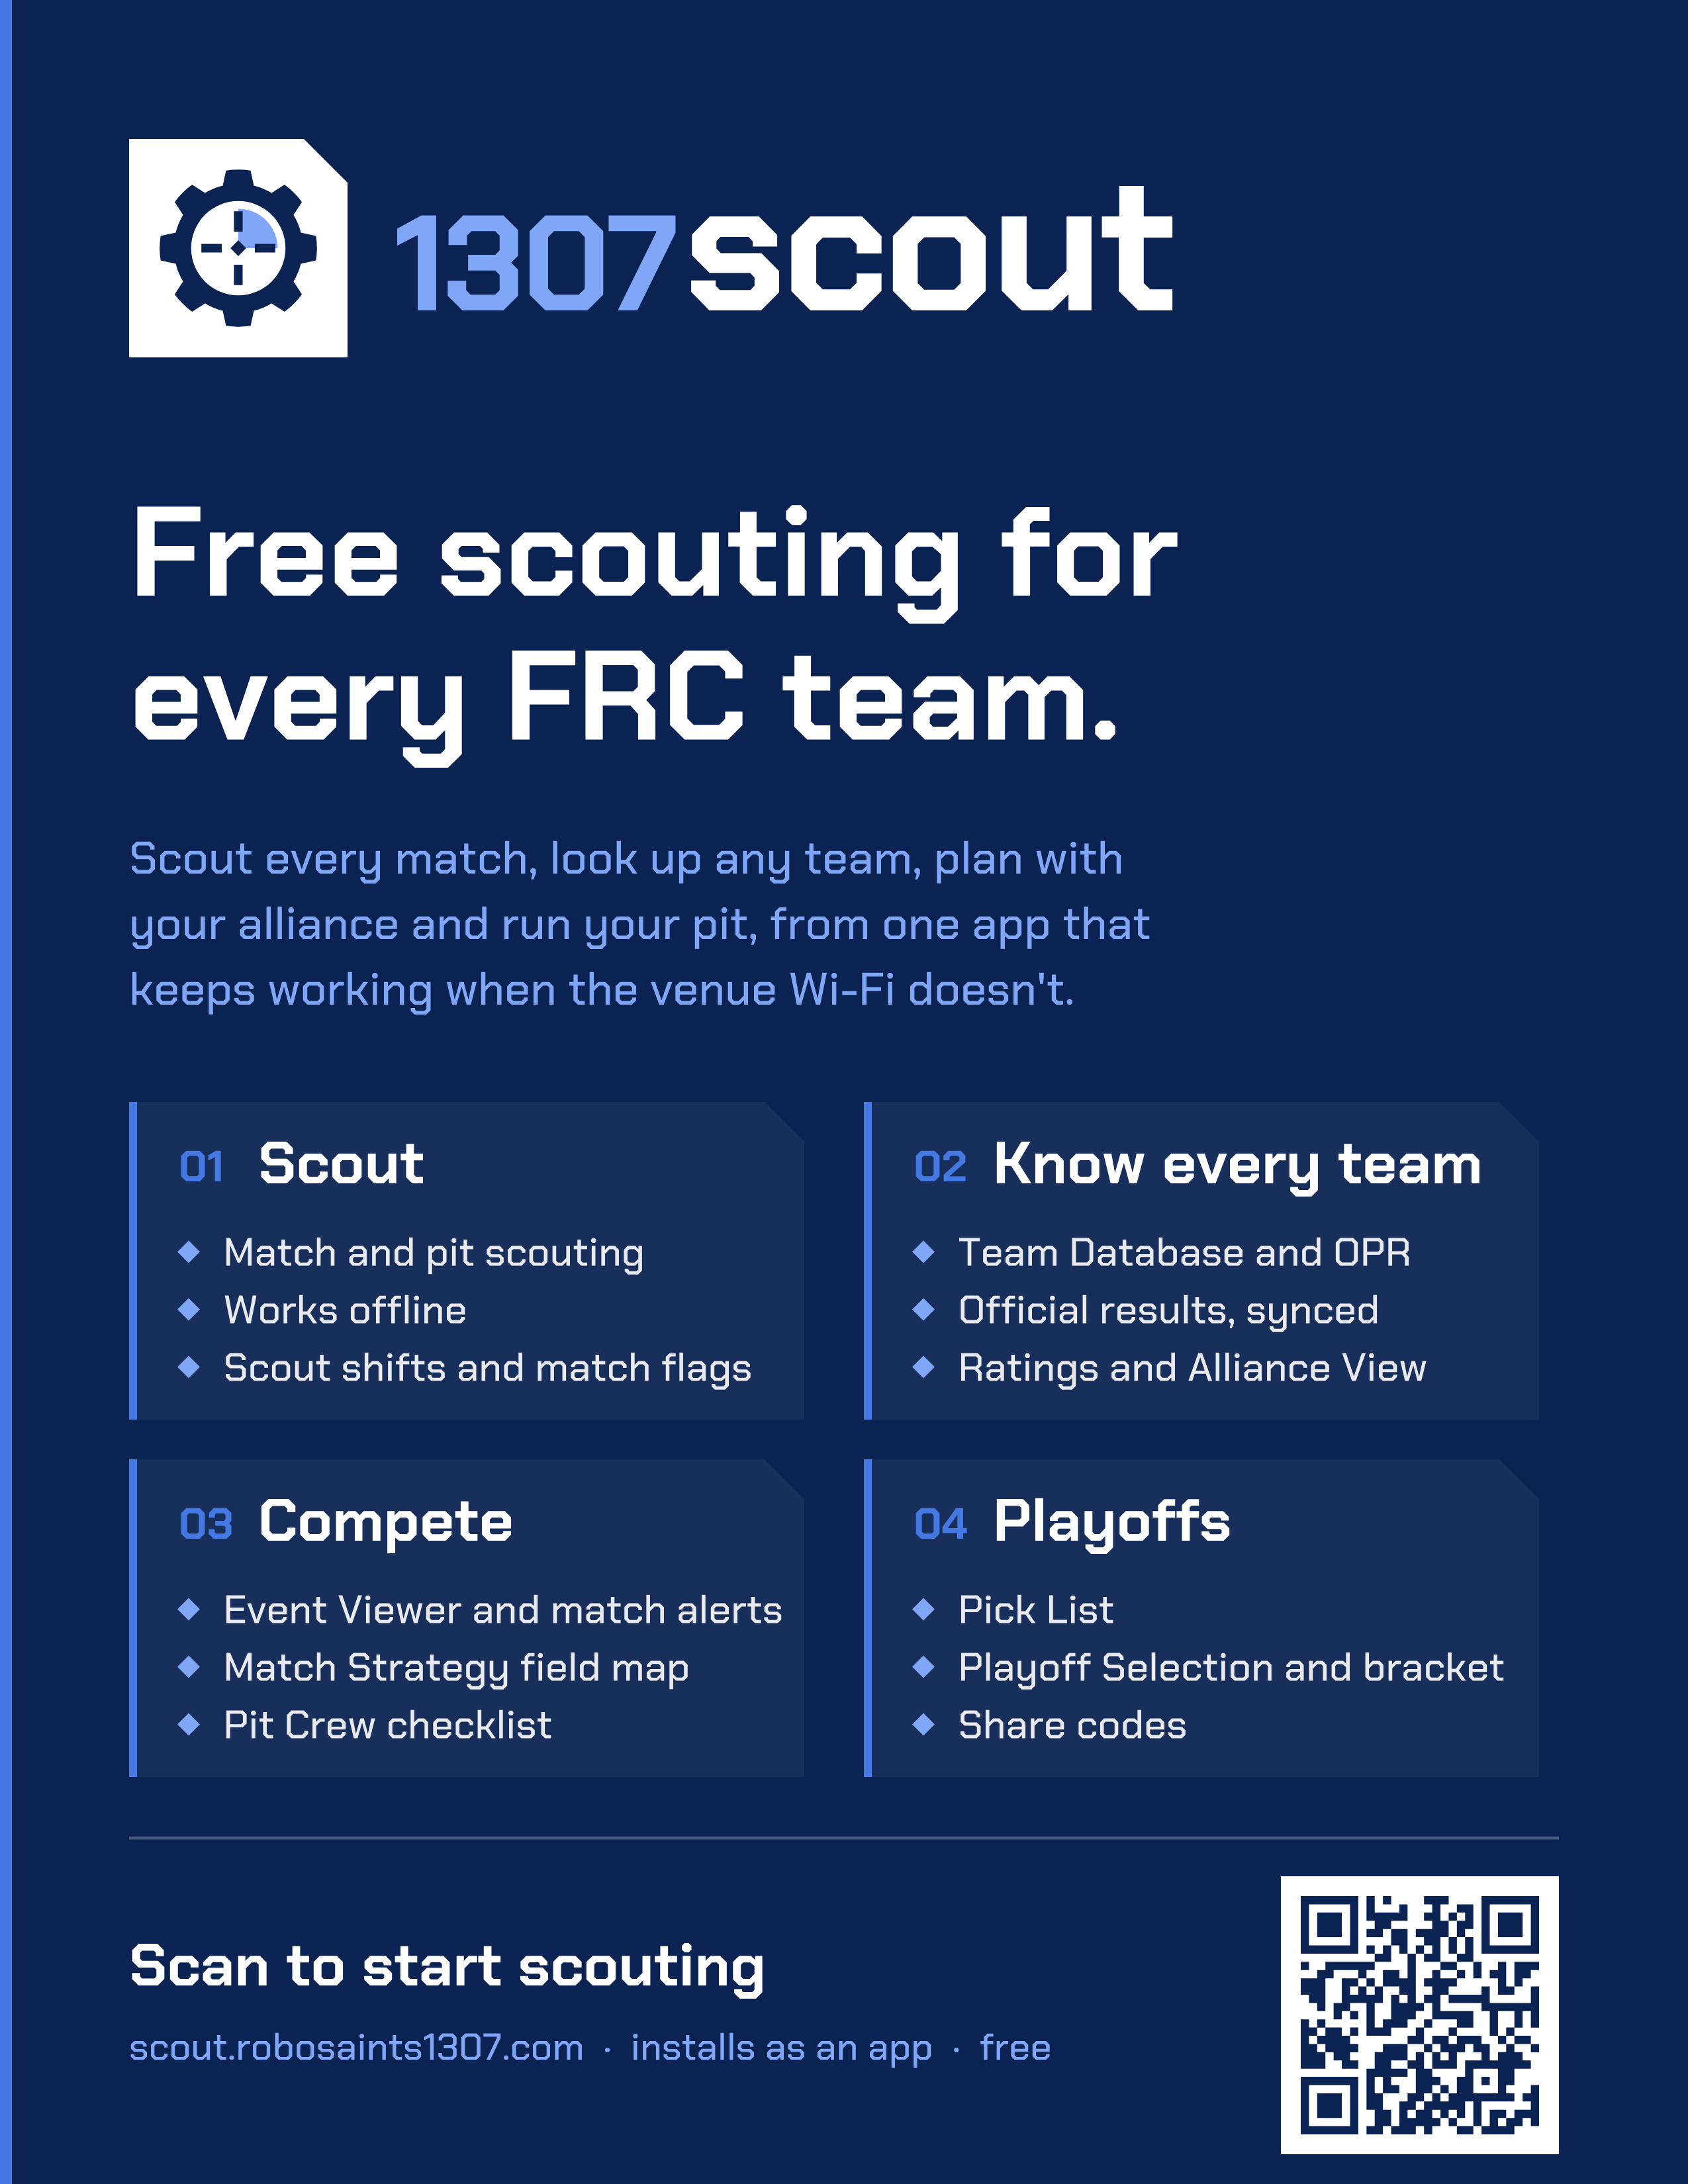 1307scout
Free scouting for
every FRC team.
Scout every match, look up any team, plan with
your alliance and run your pit, from one app that
keeps working when the venue Wi-Fi doesn't.
01 Scout
Match and pit scouting
Works offline
Scout shifts and match flags
02 Know every team
Team Database and OPR
Official results, synced
Ratings and Alliance View
03 Compete
Event Viewer and match alerts
Match Strategy field map
Pit Crew checklist
04 Playoffs
Pick List
Playoff Selection and bracket
Share codes
Scan to start scouting
scout.robosaints1307.com · installs as an app · free